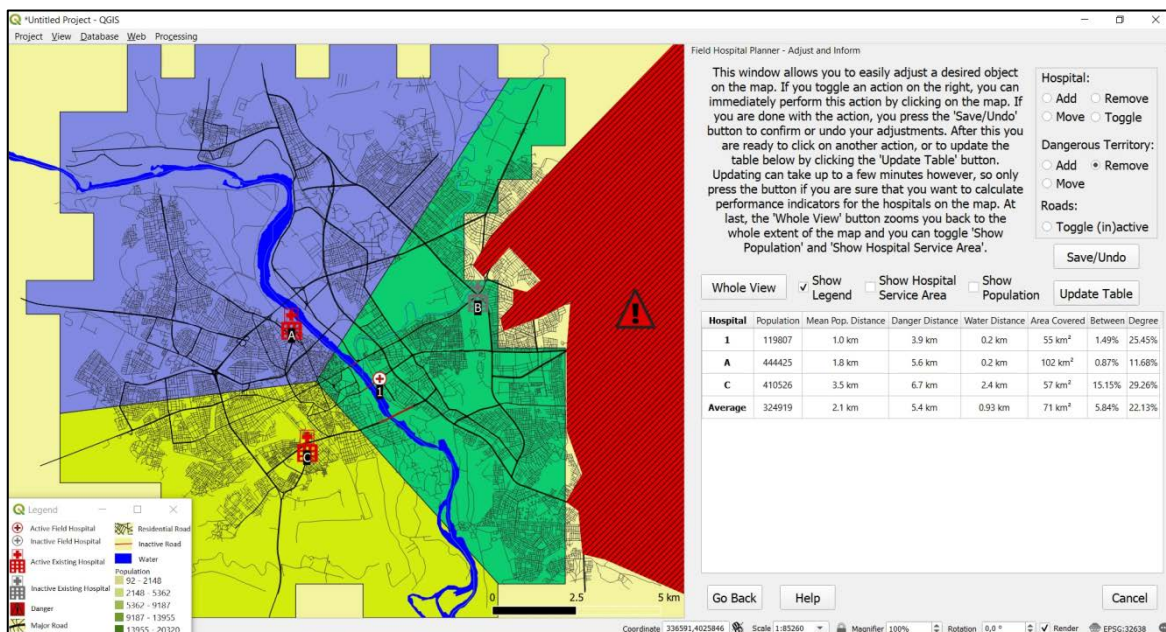 *Untitled Project - QGIS
Project View Database Web Processing
Field Hospital Planner - Adjust and Inform
This window allows you to easily adjust a desired object
on the map. If you toggle an action on the right, you can
immediately perform this action by clicking on the map. If
you are done with the action, you press the 'Save/Undo'
button to confirm or undo your adjustments. After this you
are ready to click on another action, or to update the
table below by clicking the 'Update Table' button.
Updating can take up to a few minutes however, so only
press the button if you are sure that you want to calculate
performance indicators for the hospitals on the map. At
last, the 'Whole View' button zooms you back to the
whole extent of the map and you can toggle 'Show
Population' and 'Show Hospital Service Area'.
Hospital:
Add Remove
Move Toggle
Dangerous Territory:
Add Remove
Move
Roads:
Toggle (in)active
Save/Undo
Whole View
Show
Legend
Show Hospital
Service Area
Show
Population
Update Table
Hospital Population Mean Pop. Distance Danger Distance Water Distance Area Covered Between Degree
1 119807 1.0 km 3.9 km 0.2 km 55 km² 1.49% 25.45%
A 444425 1.8 km 5.6 km 0.2 km 102 km² 0.87% 11.68%
C 410526 3.5 km 6.7 km 2.4 km 57 km² 15.15% 29.26%
Average 324919 2.1 km 5.4 km 0.93 km 71 km² 5.84% 22.13%
B
A
1
C
Legend
Active Field Hospital
Inactive Field Hospital
Active Existing Hospital
Inactive Existing Hospital
Danger
Major Road
Residential Road
Inactive Road
Water
Population
92 - 2148
2148 - 5362
5362 - 9187
9187 - 13955
13955 - 20320
0 2.5 5 km
Go Back Help Cancel
Coordinate 336591,4025846 Scale 1:85260 Magnifier 100% Rotation 0,0 ° Render EPSG:32638